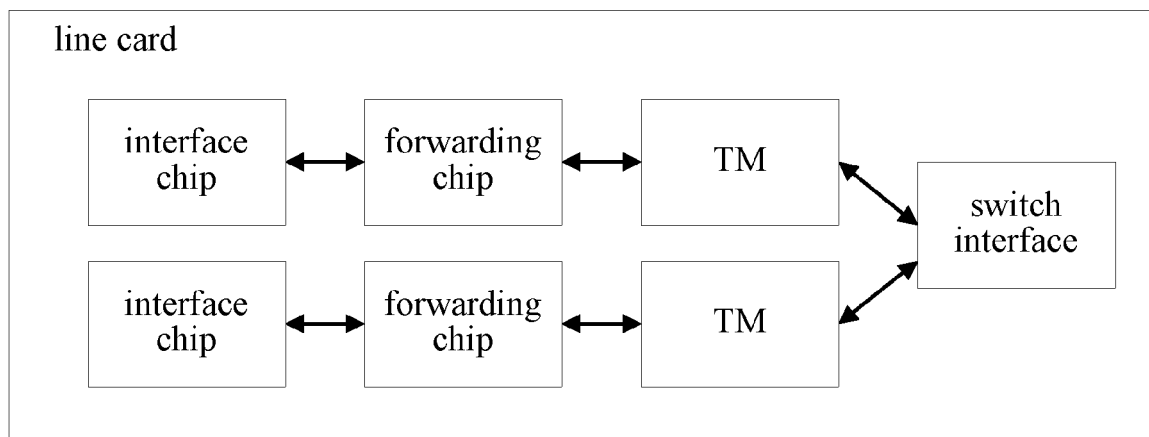 line card
interface
chip
forwarding
chip
TM
switch
interface
interface
chip
forwarding
chip
TM